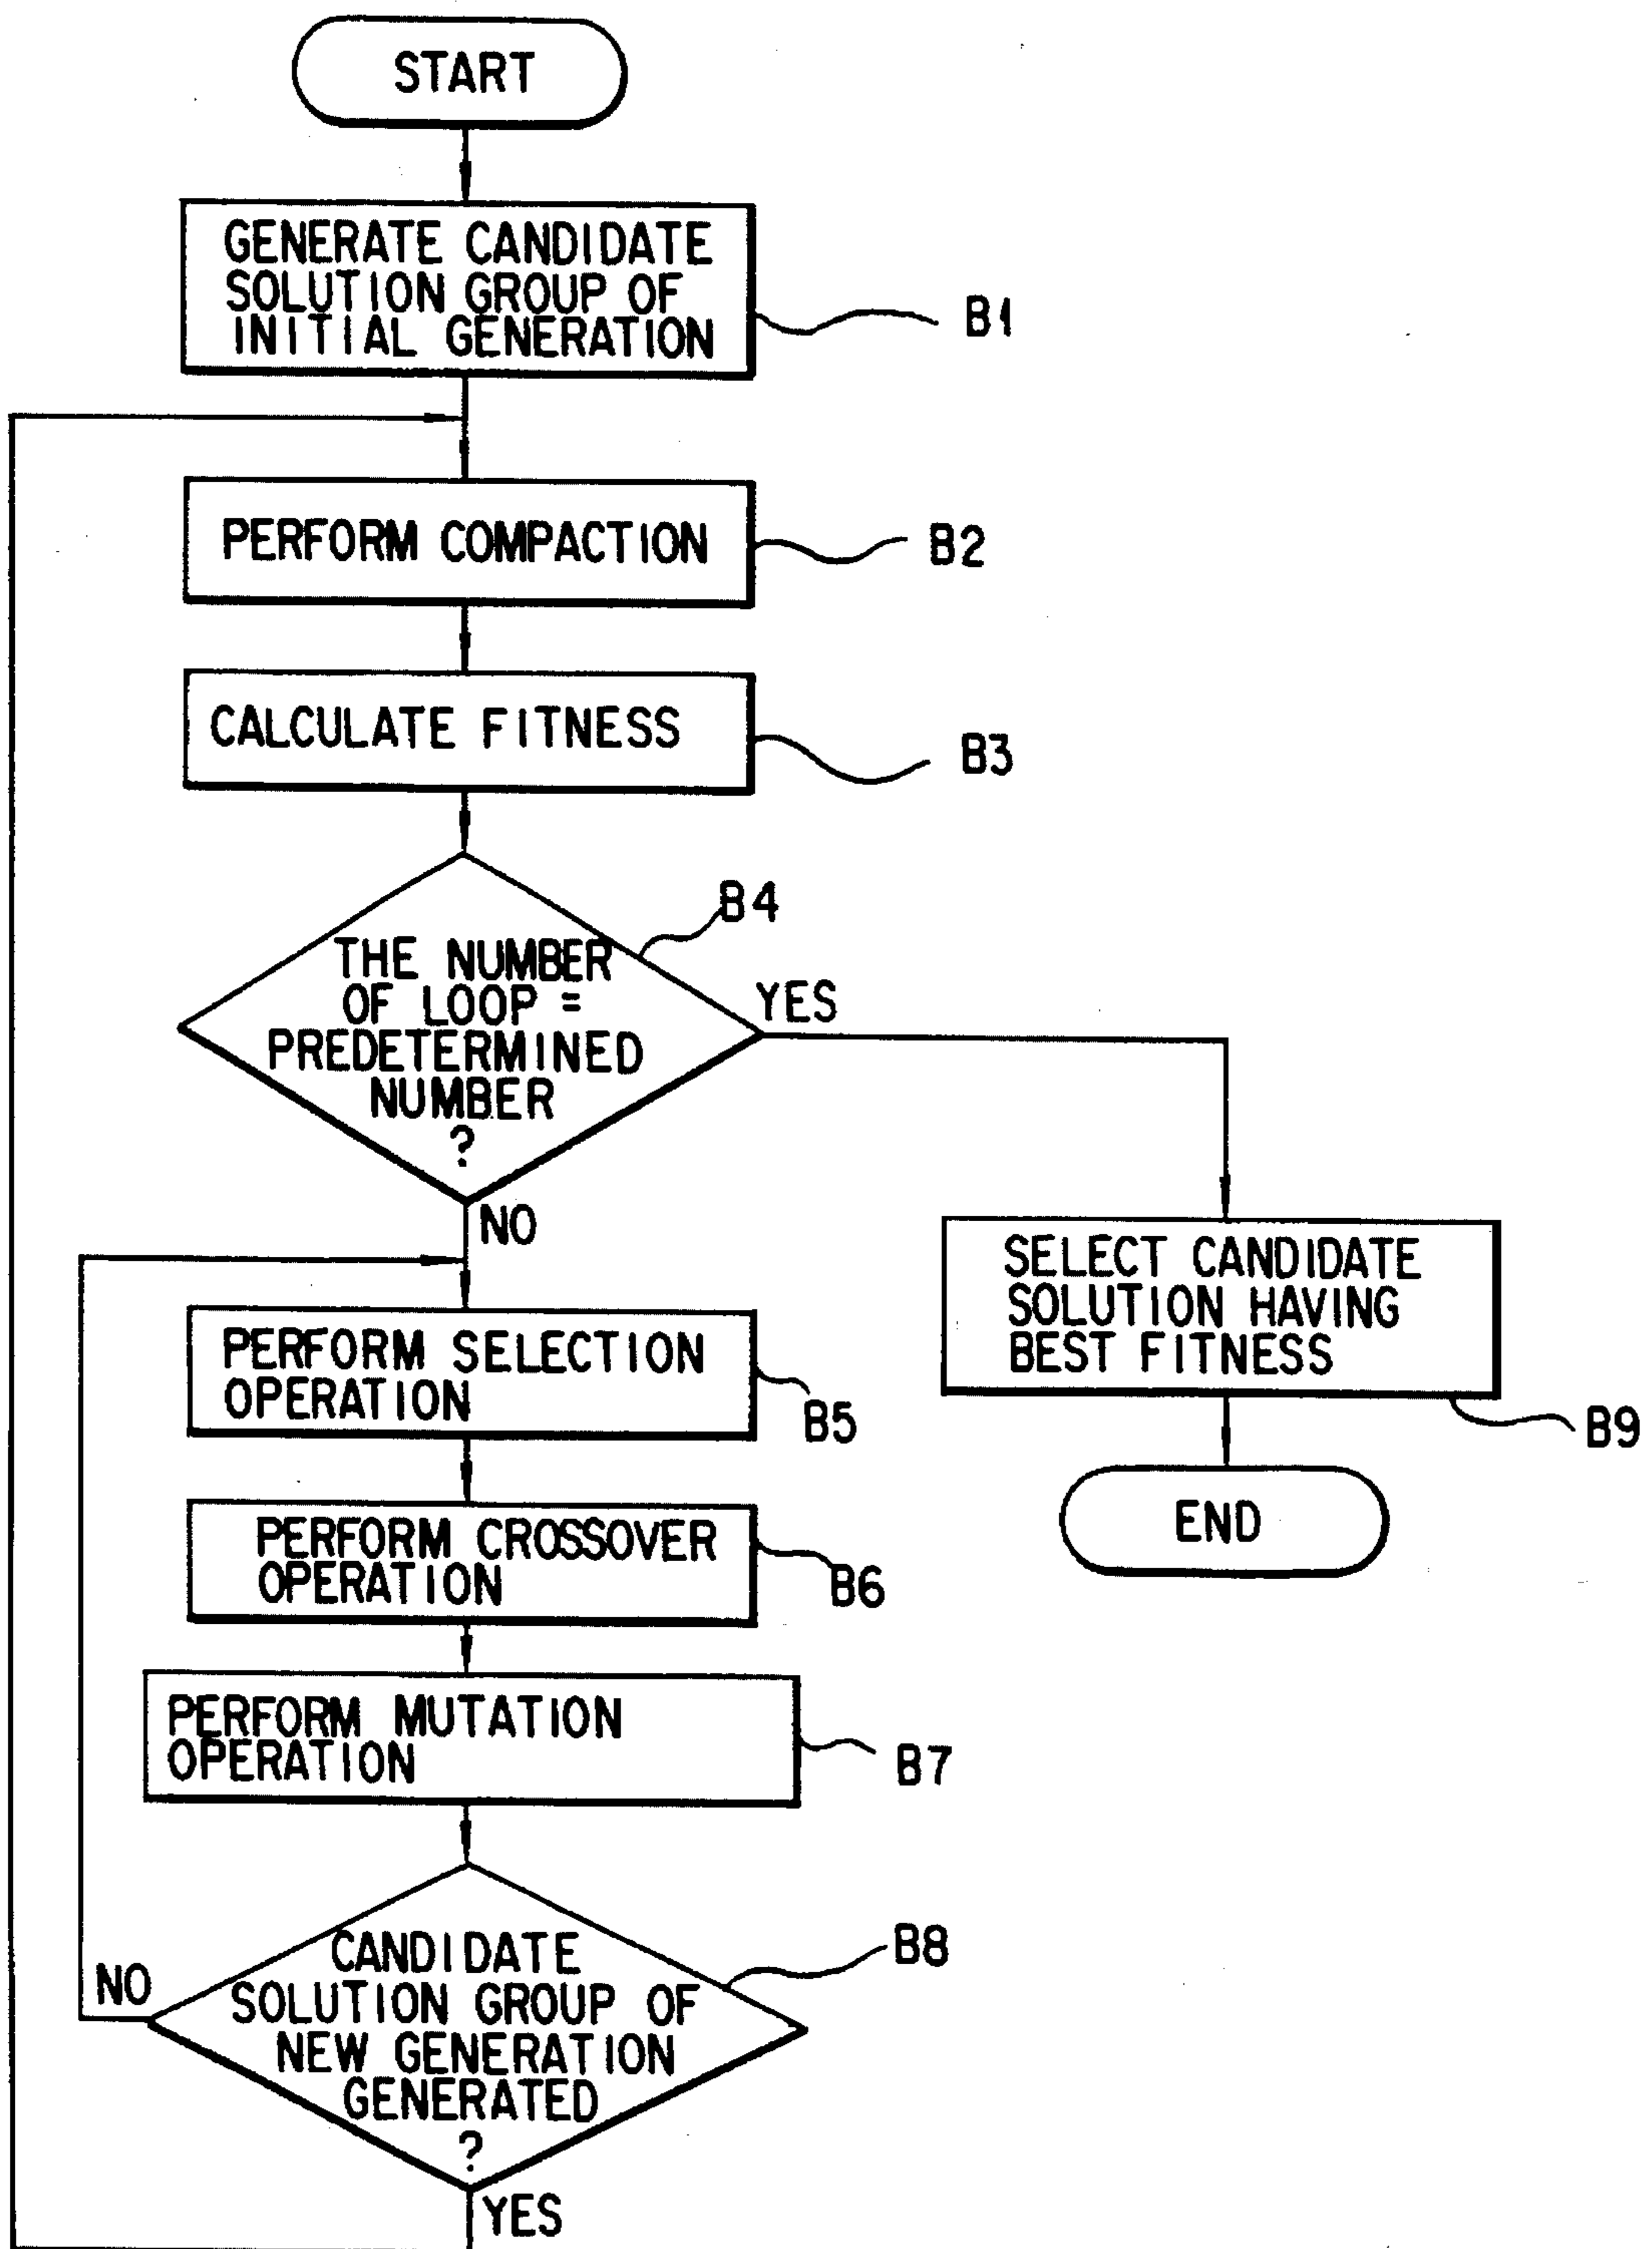 START
GENERATE CANDIDATE
SOLUTION GROUP OF
INITIAL GENERATION
B1
PERFORM COMPACTION
B2
CALCULATE FITNESS
B3
B4
THE NUMBER
OF LOOP =
PREDETERMINED
NUMBER
?
YES
NO
SELECT CANDIDATE
SOLUTION HAVING
BEST FITNESS
B9
END
PERFORM SELECTION
OPERATION
B5
PERFORM CROSSOVER
OPERATION
B6
PERFORM MUTATION
OPERATION
B7
B8
CANDIDATE
SOLUTION GROUP OF
NEW GENERATION
GENERATED
?
NO
YES